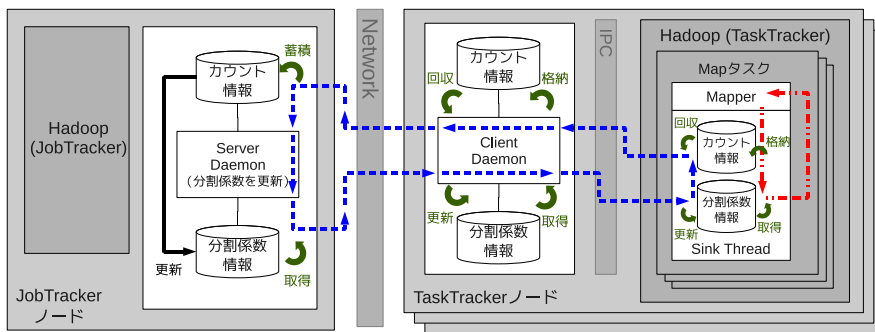 Hadoop
(JobTracker)
JobTracker
ノード
蓄積
カウント
情報
Server
Daemon
(分割係数を更新)
分割係数
情報
更新
取得
Network
カウント
情報
回収
格納
Client
Daemon
更新
取得
分割係数
情報
TaskTrackerノード
IPC
Hadoop (TaskTracker)
Mapタスク
Mapper
回収
カウント
情報
格納
分割係数
情報
更新
取得
Sink Thread